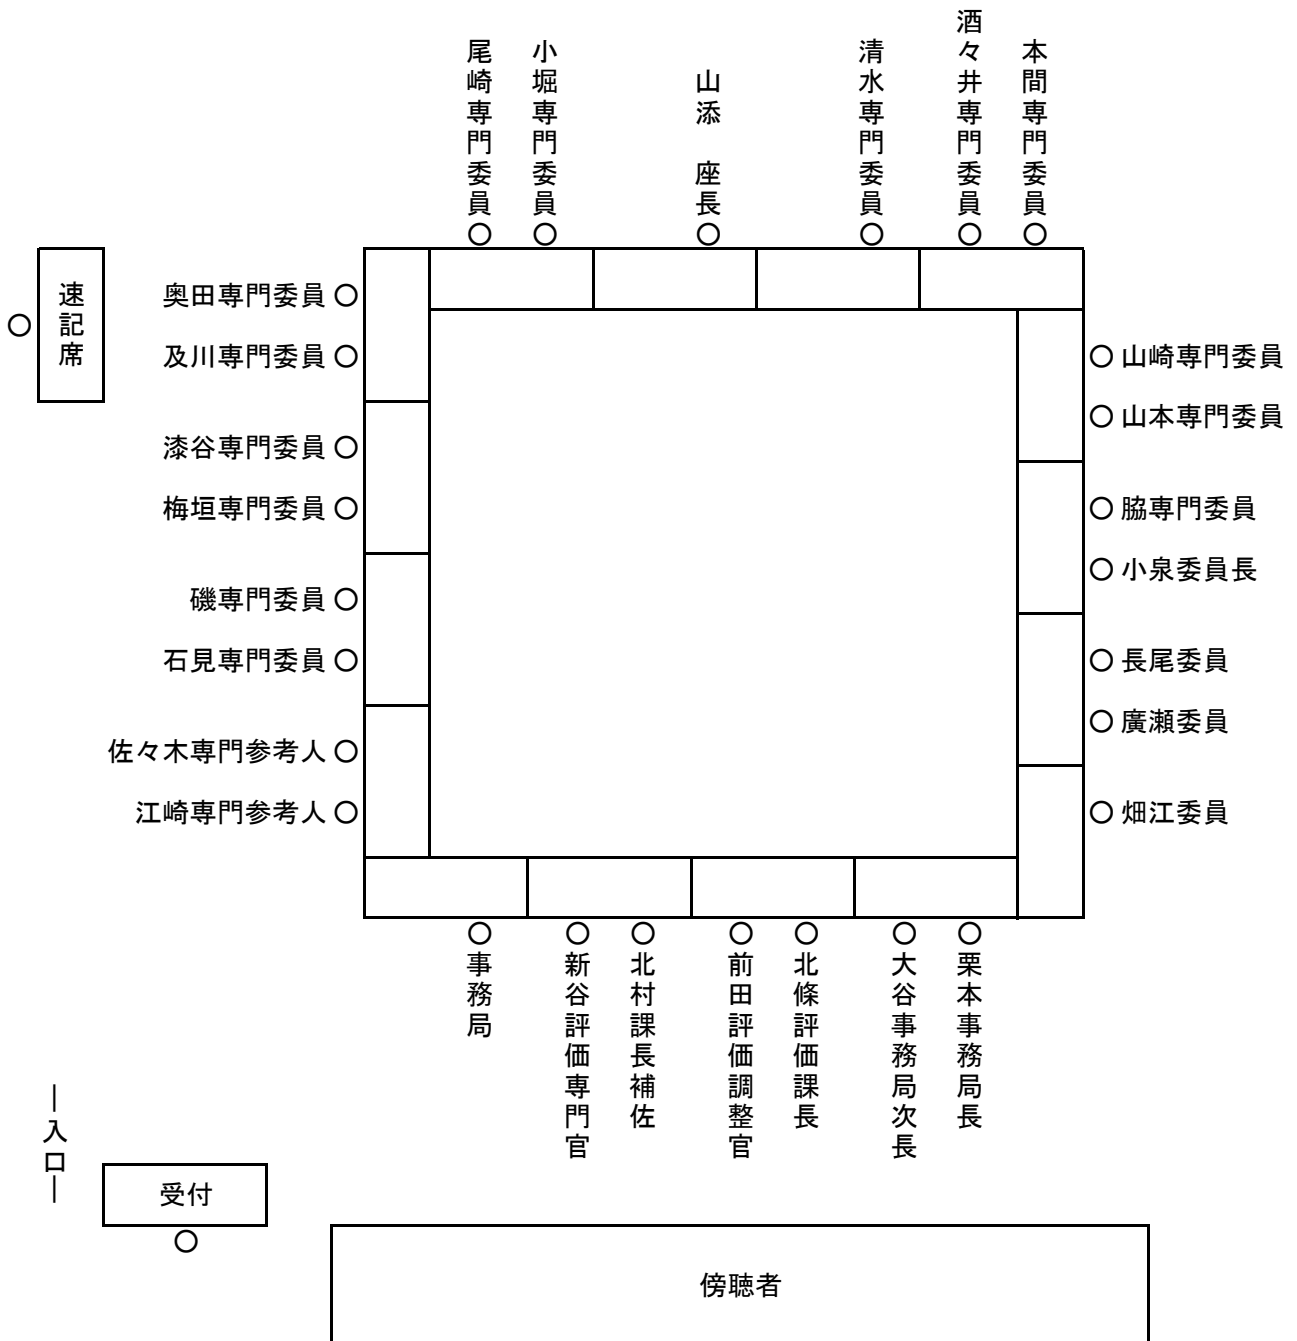 尾崎専門委員
小堀専門委員
山添 座長
清水専門委員
酒々井専門委員
本間専門委員
速記席
奥田専門委員
及川専門委員
漆谷専門委員
梅垣専門委員
磯専門委員
石見専門委員
佐々木専門参考人
江崎専門参考人
山崎専門委員
山本専門委員
脇専門委員
小泉委員長
長尾委員
廣瀬委員
畑江委員
事務局
新谷評価専門官
北村課長補佐
前田評価調整官
北條評価課長
大谷事務局次長
栗本事務局長
―入口―
受付
傍聴者